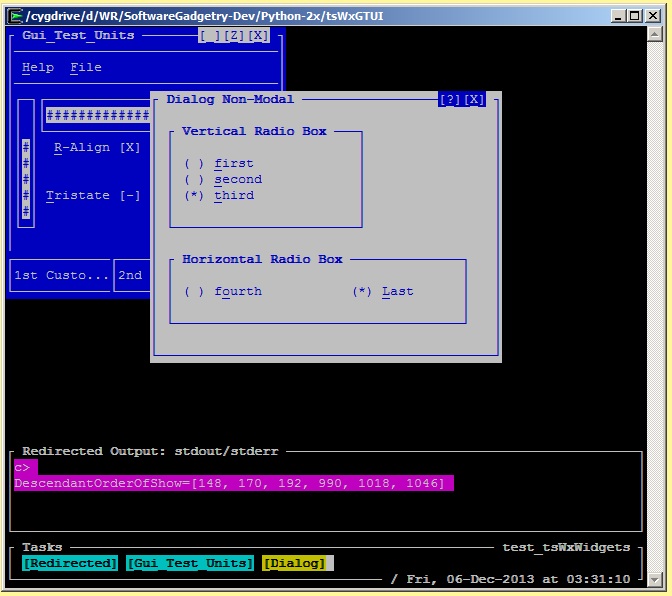 /cygdrive/d/WR/SoftwareGadgetry-Dev/Python-2x/tsWxGTUI
Gui_Test_Units [ ][Z][X]
Help File
#############
R-Align [X]
#
#
#
Tristate [-]
#
#
1st Custo... 2nd
Dialog Non-Modal [?][X]
Vertical Radio Box
( ) first
( ) second
(*) third
Horizontal Radio Box
( ) fourth (*) Last
Redirected Output: stdout/stderr
c>
DescendantOrderOfShow=[148, 170, 192, 990, 1018, 1046]
Tasks test_tsWxWidgets
[Redirected] [Gui_Test_Units] [Dialog]
/ Fri, 06-Dec-2013 at 03:31:10